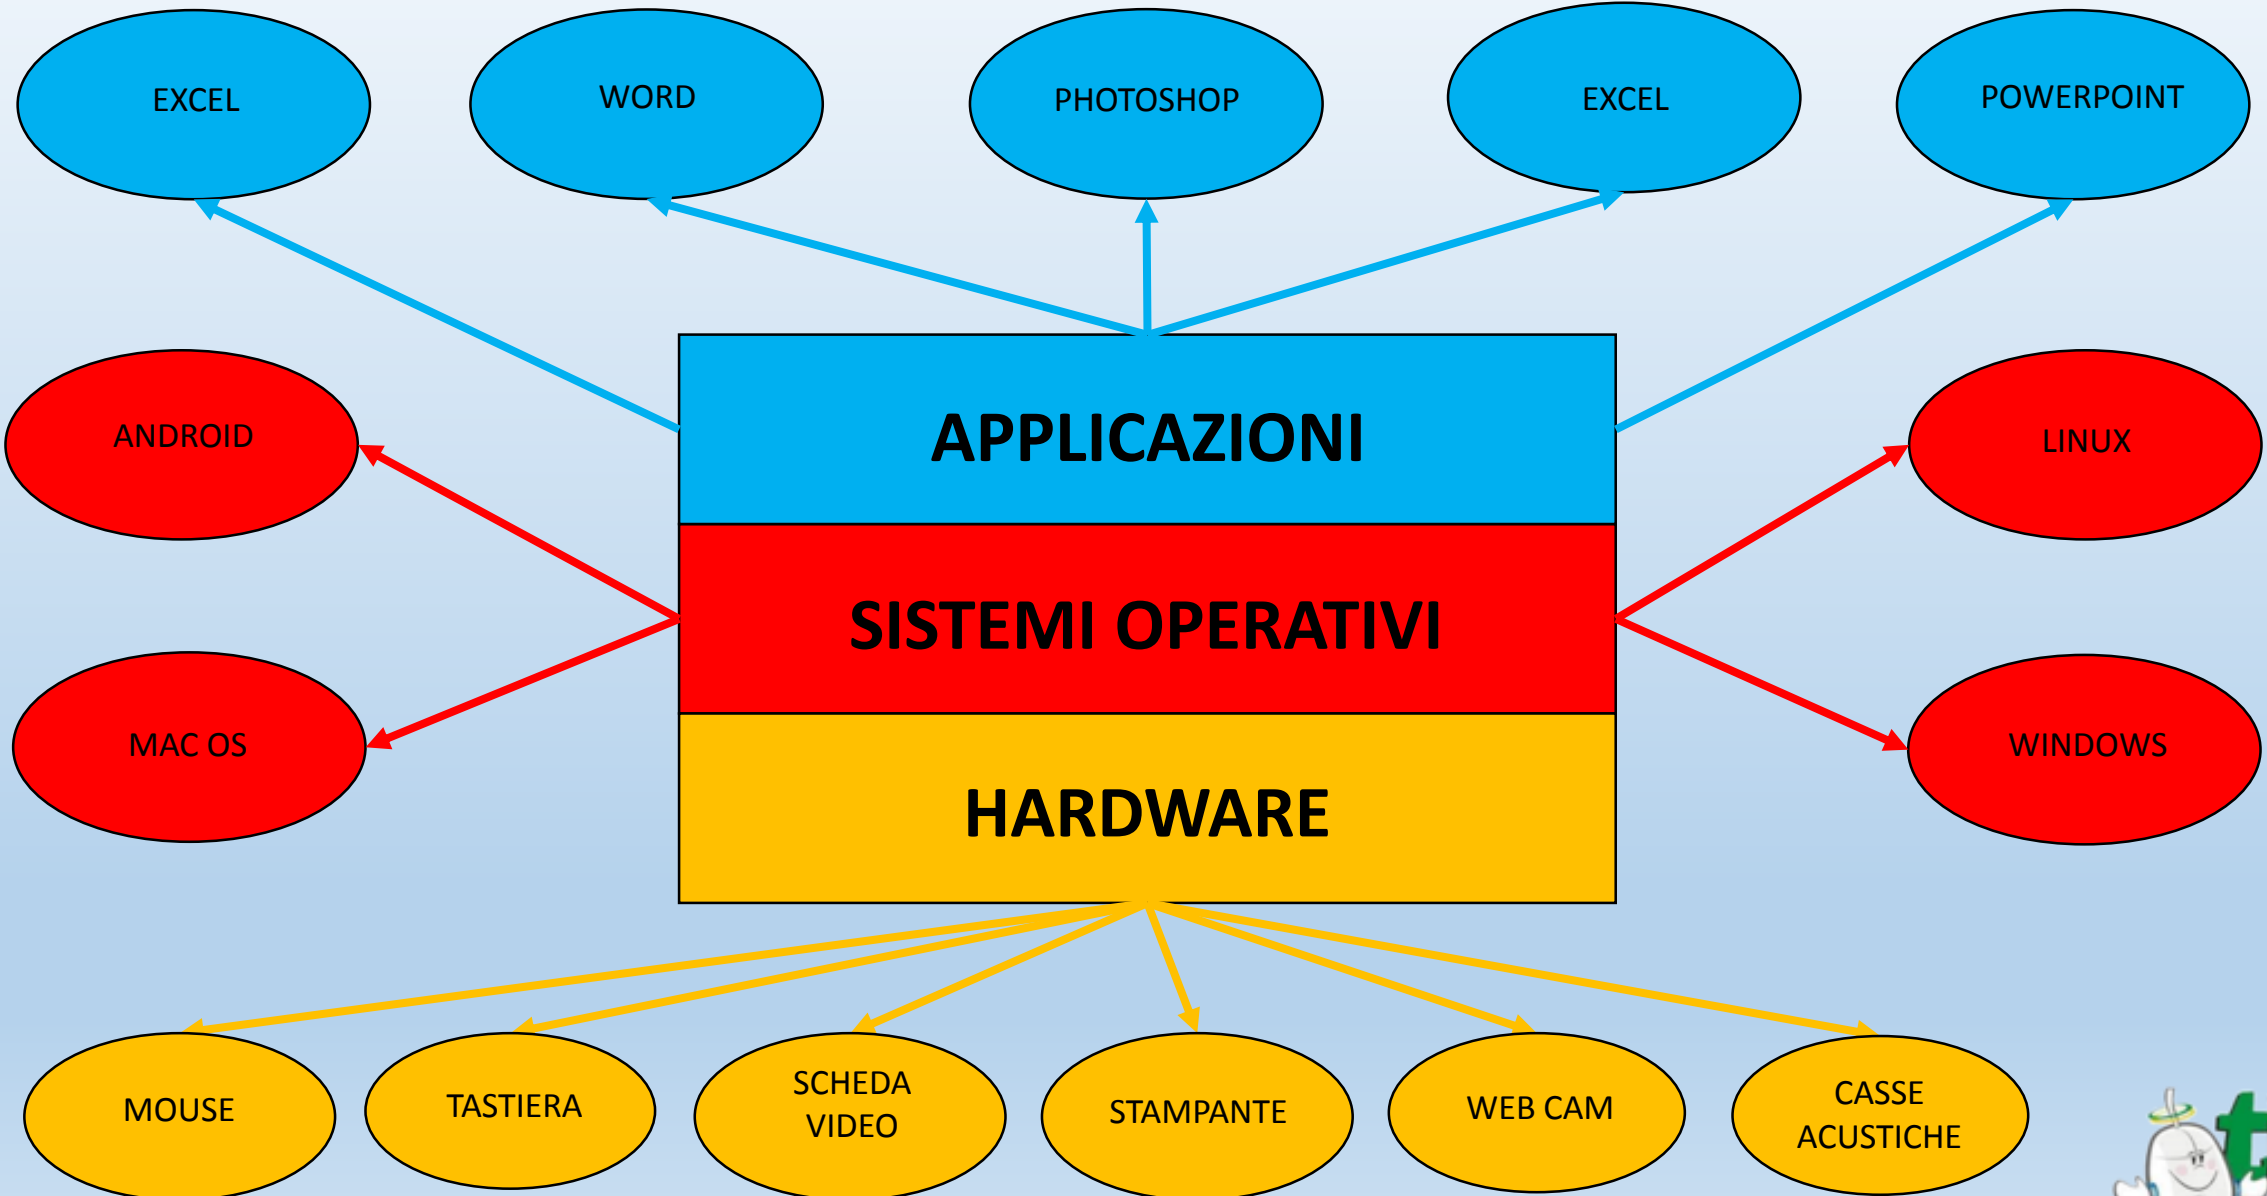 EXCEL
WORD
PHOTOSHOP
EXCEL
POWERPOINT
ANDROID
APPLICAZIONI
LINUX
SISTEMI OPERATIVI
MAC OS
WINDOWS
HARDWARE
MOUSE
TASTIERA
SCHEDA
VIDEO
STAMPANTE
WEB CAM
CASSE
ACUSTICHE